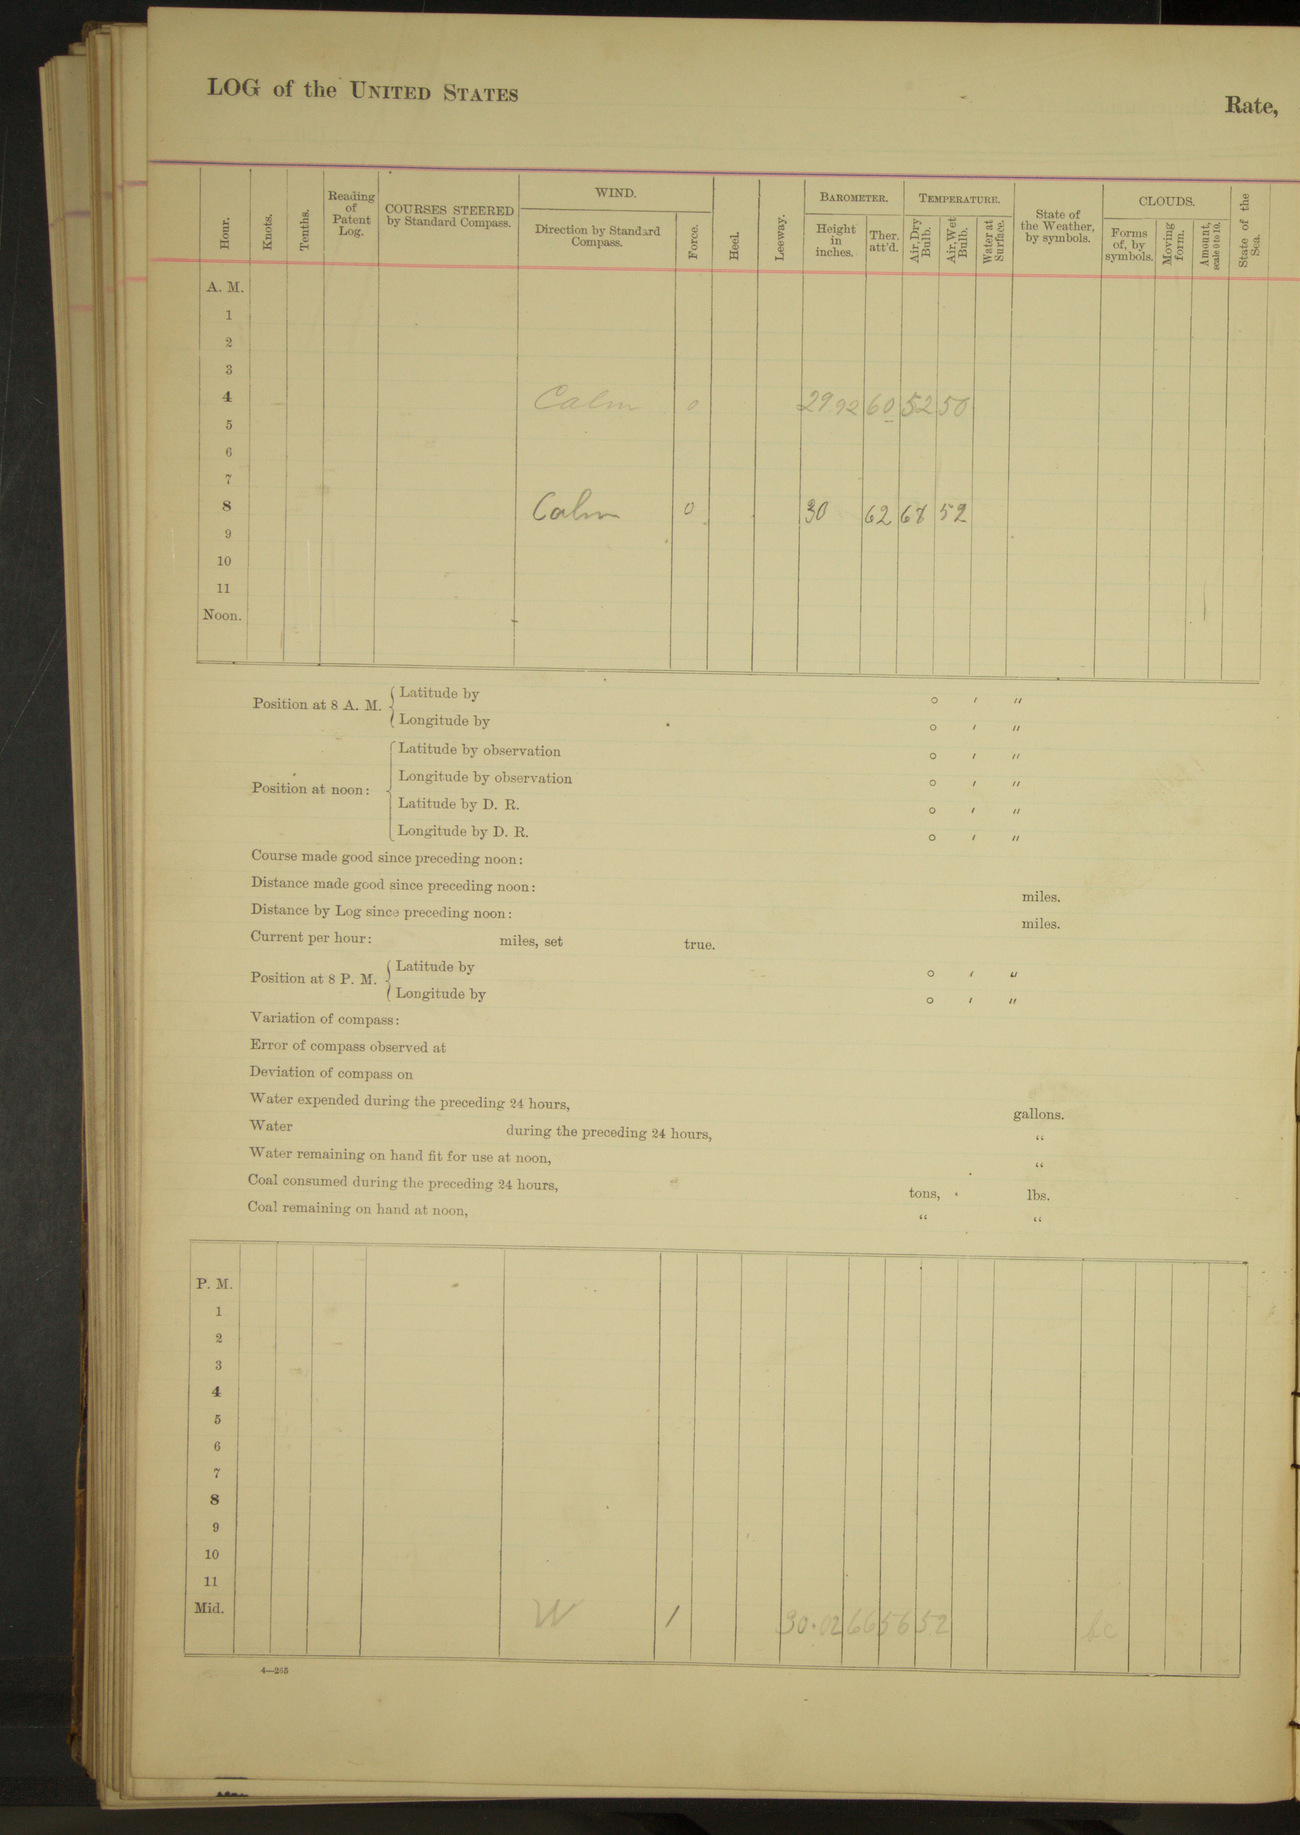 LOG of the UNITED STATES
Rate,
Hour. Knots. Tenths. Reading of Patent Log. COURSES STEERED by Standard Compass. WIND. Direction by Standard Compass. Force. Heel. Leeway. BAROMETER. Height in inches. Ther. att'd. TEMPERATURE. Air, Dry Bulb. Air, Wet Bulb. Water at Surface. State of the Weather, by symbols. CLOUDS. Forms of, by symbols. Moving form. Amount, scale 0 to 10. State of the Sea.
A. M.
1
2
3
4 Calm 0 29.92 60 52 50
5
6
7
8 Calm 0 30 62 67 52
9
10
11
Noon.
Position at 8 A. M. { Latitude by ° ′ ″
Longitude by ° ′ ″
Position at noon: { Latitude by observation ° ′ ″
Longitude by observation ° ′ ″
Latitude by D. R. ° ′ ″
Longitude by D. R. ° ′ ″
Course made good since preceding noon:
Distance made good since preceding noon: miles.
Distance by Log since preceding noon: miles.
Current per hour: miles, set true.
Position at 8 P. M. { Latitude by ° ′ ″
Longitude by ° ′ ″
Variation of compass:
Error of compass observed at
Deviation of compass on
Water expended during the preceding 24 hours, gallons.
Water during the preceding 24 hours, “
Water remaining on hand fit for use at noon, “
Coal consumed during the preceding 24 hours, tons, lbs.
Coal remaining on hand at noon, “ “
P. M.
1
2
3
4
5
6
7
8
9
10
11
Mid. W 1 30.02 66 56 52 bc
4—265